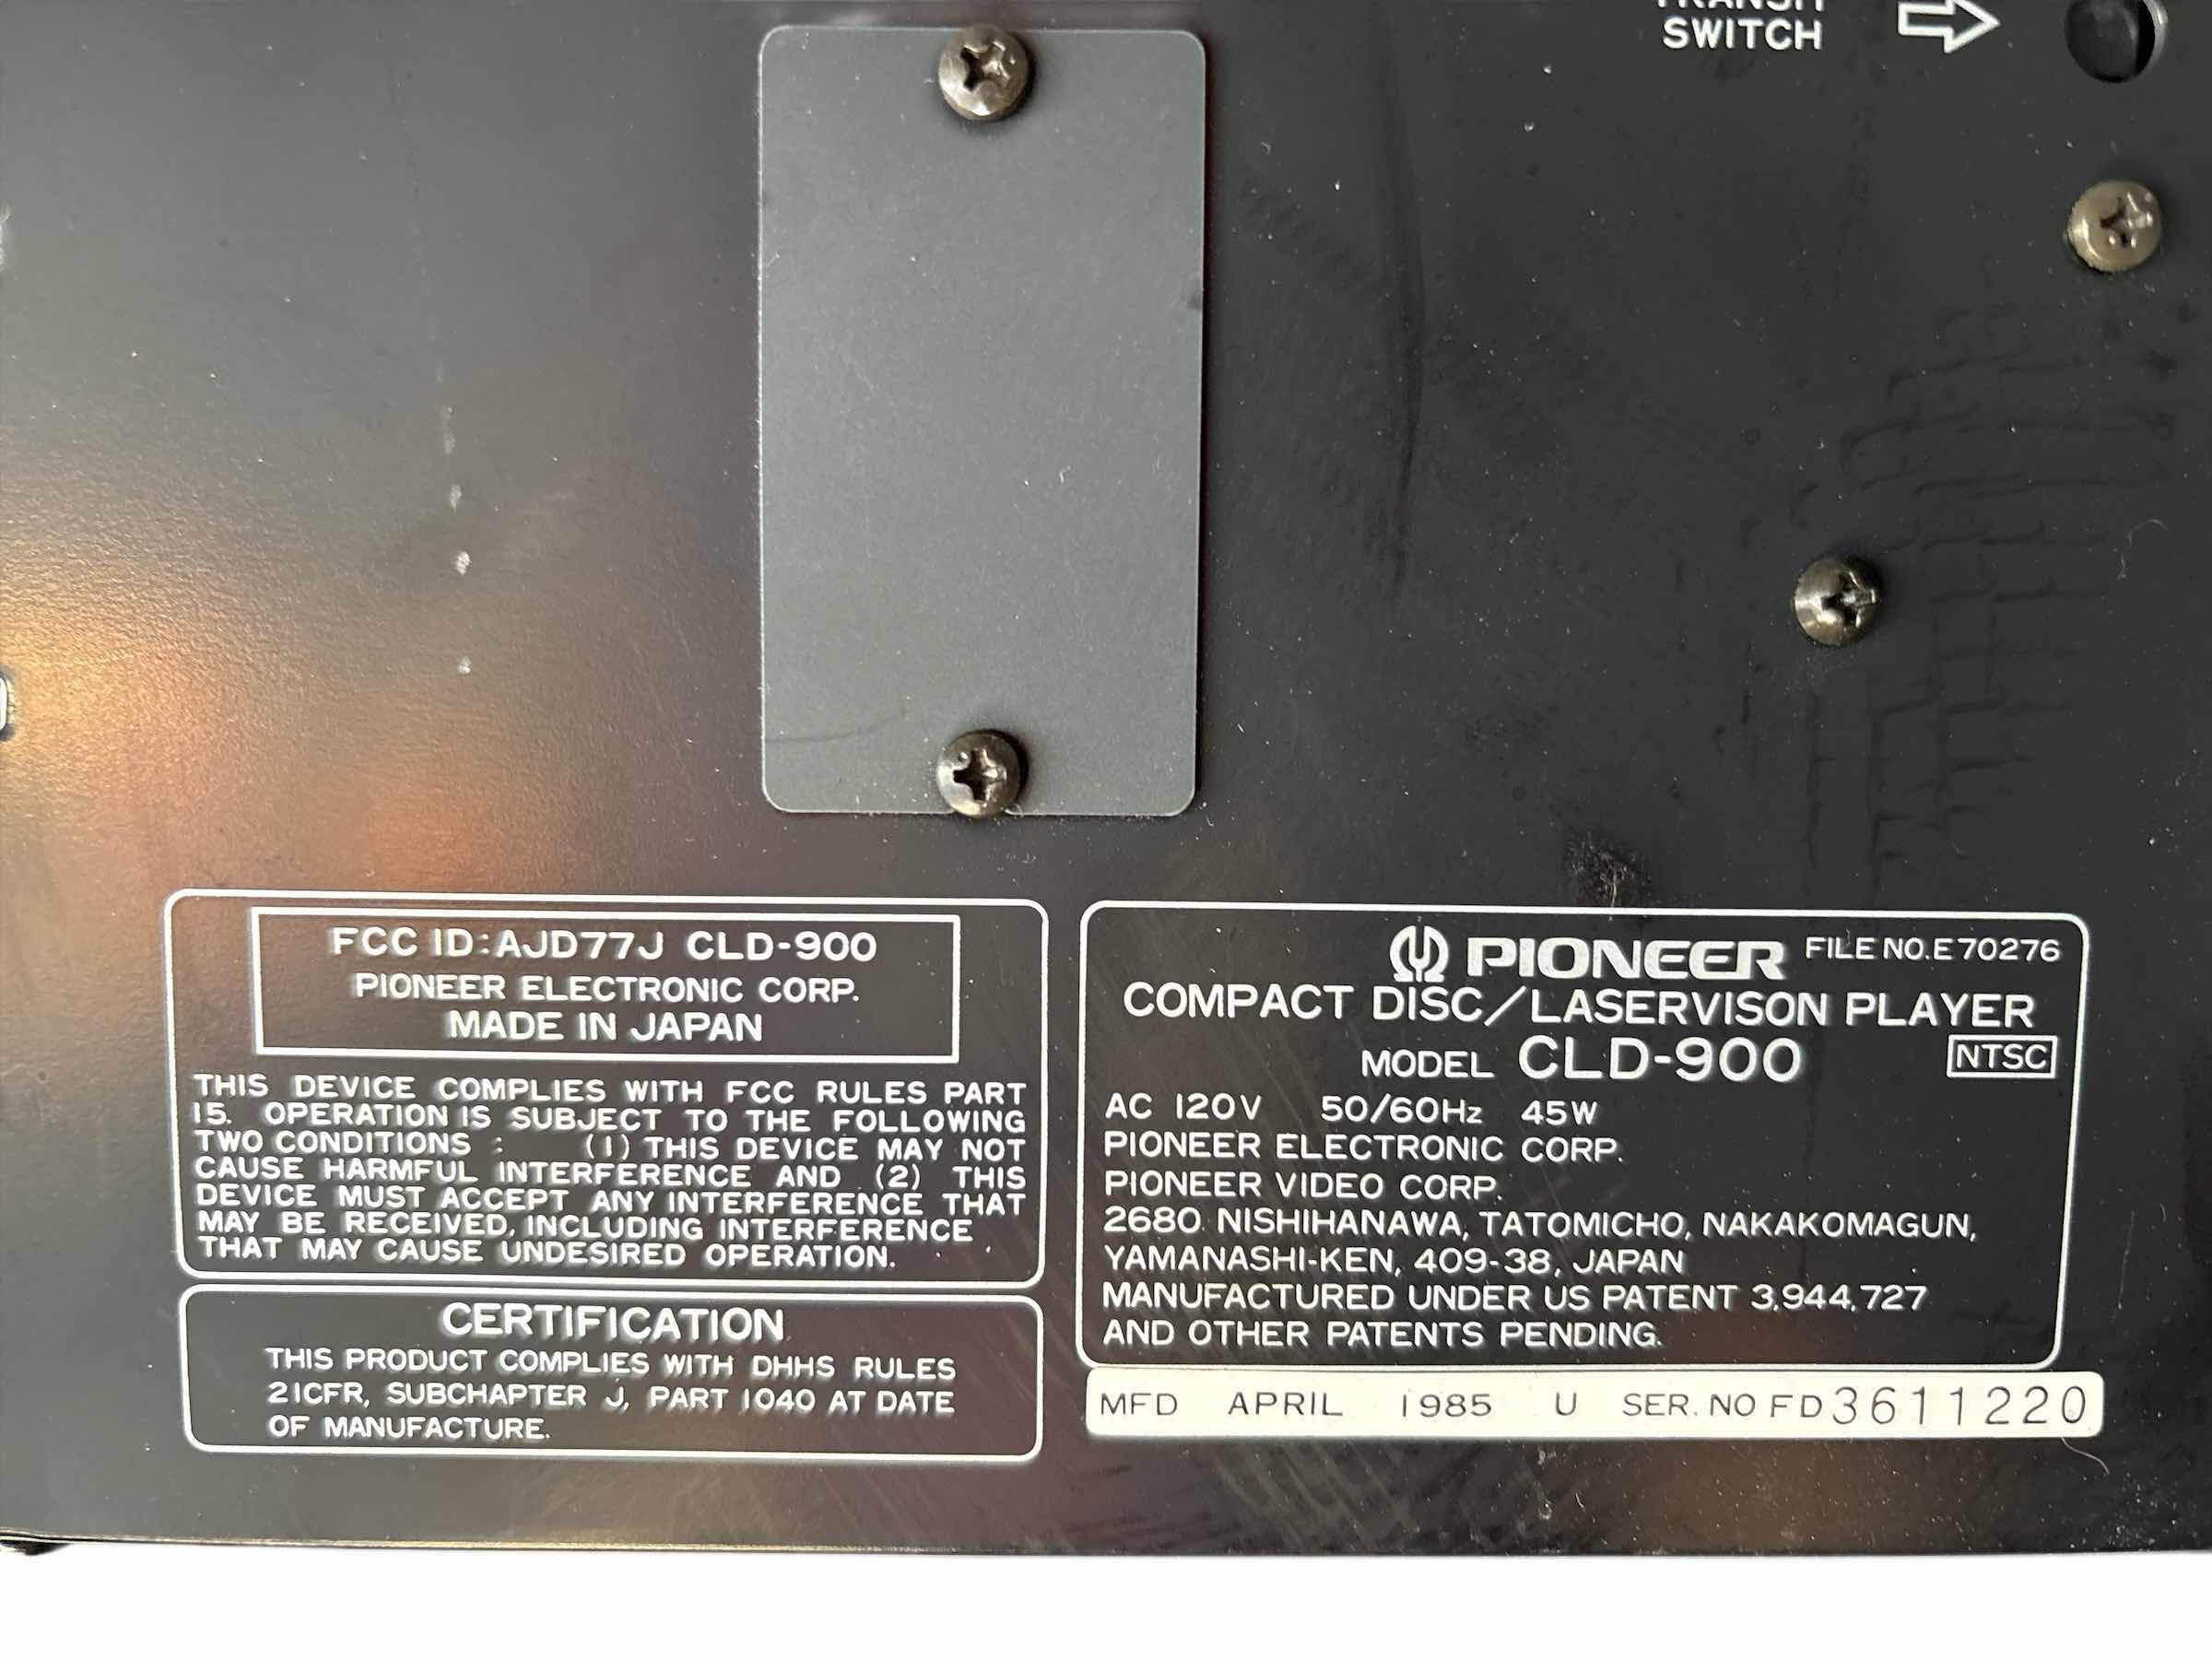 TRANSIT
SWITCH
FCC ID:AJD77J CLD-900
PIONEER ELECTRONIC CORP.
MADE IN JAPAN
THIS DEVICE COMPLIES WITH FCC RULES PART
15. OPERATION IS SUBJECT TO THE FOLLOWING
TWO CONDITIONS : (1) THIS DEVICE MAY NOT
CAUSE HARMFUL INTERFERENCE AND (2) THIS
DEVICE MUST ACCEPT ANY INTERFERENCE THAT
MAY BE RECEIVED, INCLUDING INTERFERENCE
THAT MAY CAUSE UNDESIRED OPERATION.
CERTIFICATION
THIS PRODUCT COMPLIES WITH DHHS RULES
21CFR, SUBCHAPTER J, PART 1040 AT DATE
OF MANUFACTURE.
PIONEER FILE NO.E70276
COMPACT DISC/LASERVISON PLAYER
MODEL CLD-900 NTSC
AC 120V 50/60Hz 45W
PIONEER ELECTRONIC CORP.
PIONEER VIDEO CORP.
2680 NISHIHANAWA, TATOMICHO, NAKAKOMAGUN,
YAMANASHI-KEN, 409-38, JAPAN
MANUFACTURED UNDER US PATENT 3,944,727
AND OTHER PATENTS PENDING.
MFD APRIL 1985 U SER. NO FD3611220